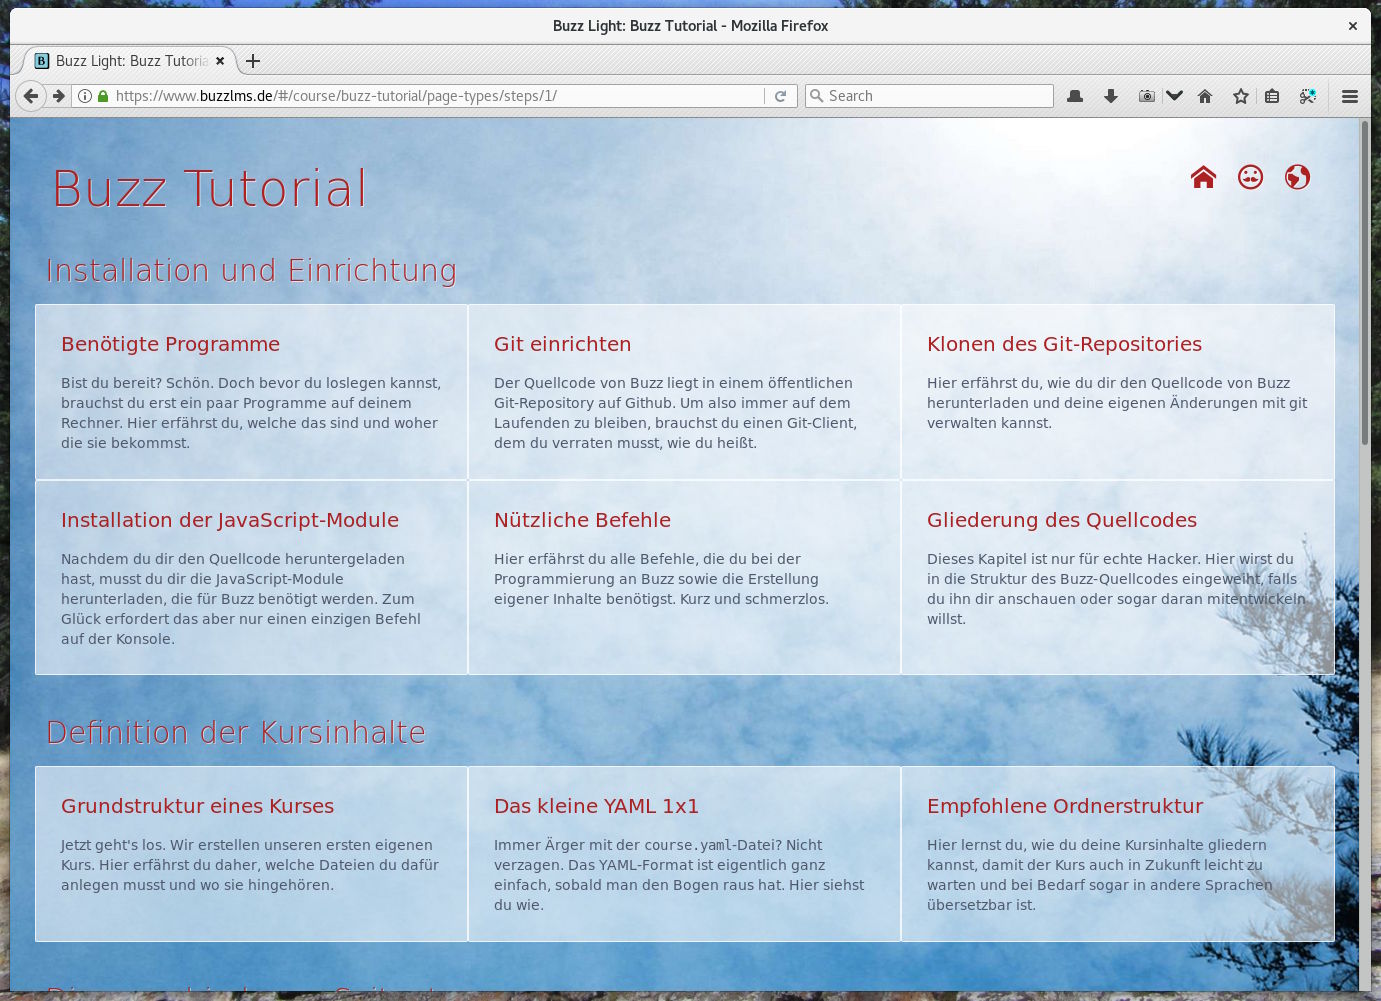 Buzz Light: Buzz Tutorial - Mozilla Firefox
Buzz Light: Buzz Tutoria
https://www.buzzlms.de/#/course/buzz-tutorial/page-types/steps/1/
Search
Buzz Tutorial
Installation und Einrichtung
Benötigte Programme
Bist du bereit? Schön. Doch bevor du loslegen kannst,
brauchst du erst ein paar Programme auf deinem
Rechner. Hier erfährst du, welche das sind und woher
die sie bekommst.
Git einrichten
Der Quellcode von Buzz liegt in einem öffentlichen
Git-Repository auf Github. Um also immer auf dem
Laufenden zu bleiben, brauchst du einen Git-Client,
dem du verraten musst, wie du heißt.
Klonen des Git-Repositories
Hier erfährst du, wie du dir den Quellcode von Buzz
herunterladen und deine eigenen Änderungen mit git
verwalten kannst.
Installation der JavaScript-Module
Nachdem du dir den Quellcode heruntergeladen
hast, musst du dir die JavaScript-Module
herunterladen, die für Buzz benötigt werden. Zum
Glück erfordert das aber nur einen einzigen Befehl
auf der Konsole.
Nützliche Befehle
Hier erfährst du alle Befehle, die du bei der
Programmierung an Buzz sowie die Erstellung
eigener Inhalte benötigst. Kurz und schmerzlos.
Gliederung des Quellcodes
Dieses Kapitel ist nur für echte Hacker. Hier wirst du
in die Struktur des Buzz-Quellcodes eingeweiht, falls
du ihn dir anschauen oder sogar daran mitentwickeln
willst.
Definition der Kursinhalte
Grundstruktur eines Kurses
Jetzt geht's los. Wir erstellen unseren ersten eigenen
Kurs. Hier erfährst du daher, welche Dateien du dafür
anlegen musst und wo sie hingehören.
Das kleine YAML 1x1
Immer Ärger mit der course.yaml-Datei? Nicht
verzagen. Das YAML-Format ist eigentlich ganz
einfach, sobald man den Bogen raus hat. Hier siehst
du wie.
Empfohlene Ordnerstruktur
Hier lernst du, wie du deine Kursinhalte gliedern
kannst, damit der Kurs auch in Zukunft leicht zu
warten und bei Bedarf sogar in andere Sprachen
übersetzbar ist.